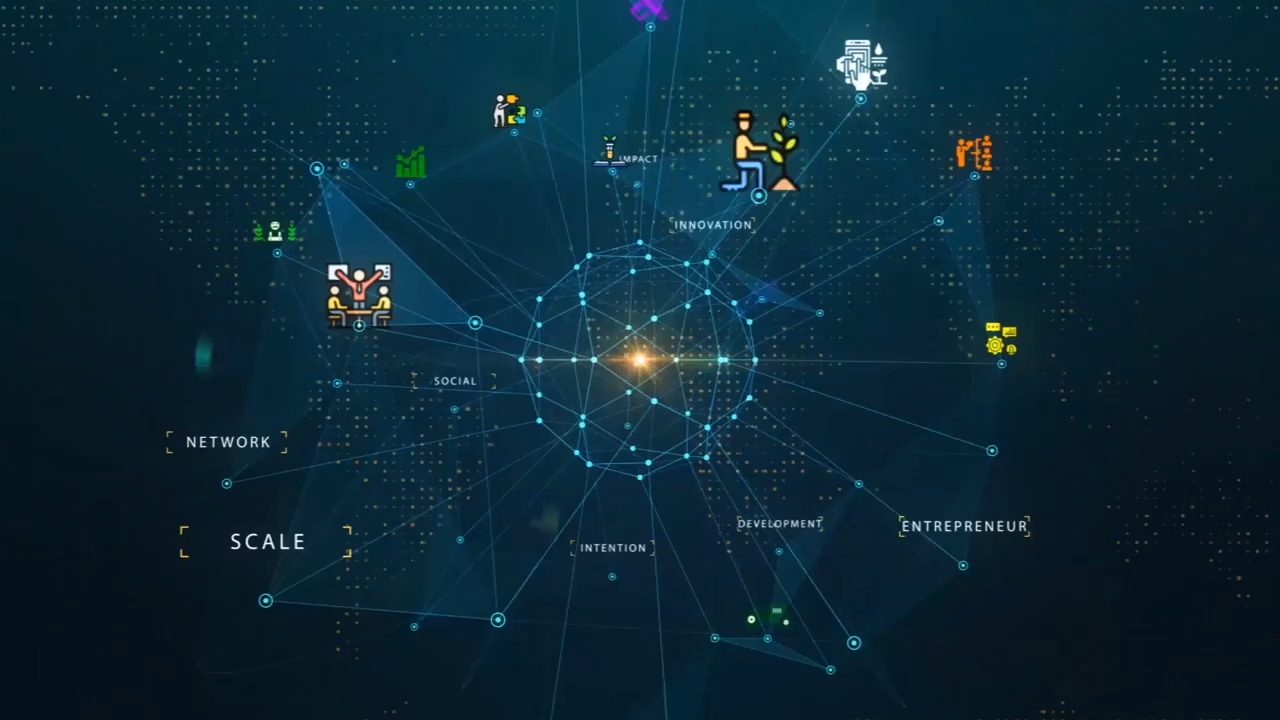 IMPACT
INNOVATION
SOCIAL
NETWORK
DEVELOPMENT
ENTREPRENEUR
SCALE
INTENTION